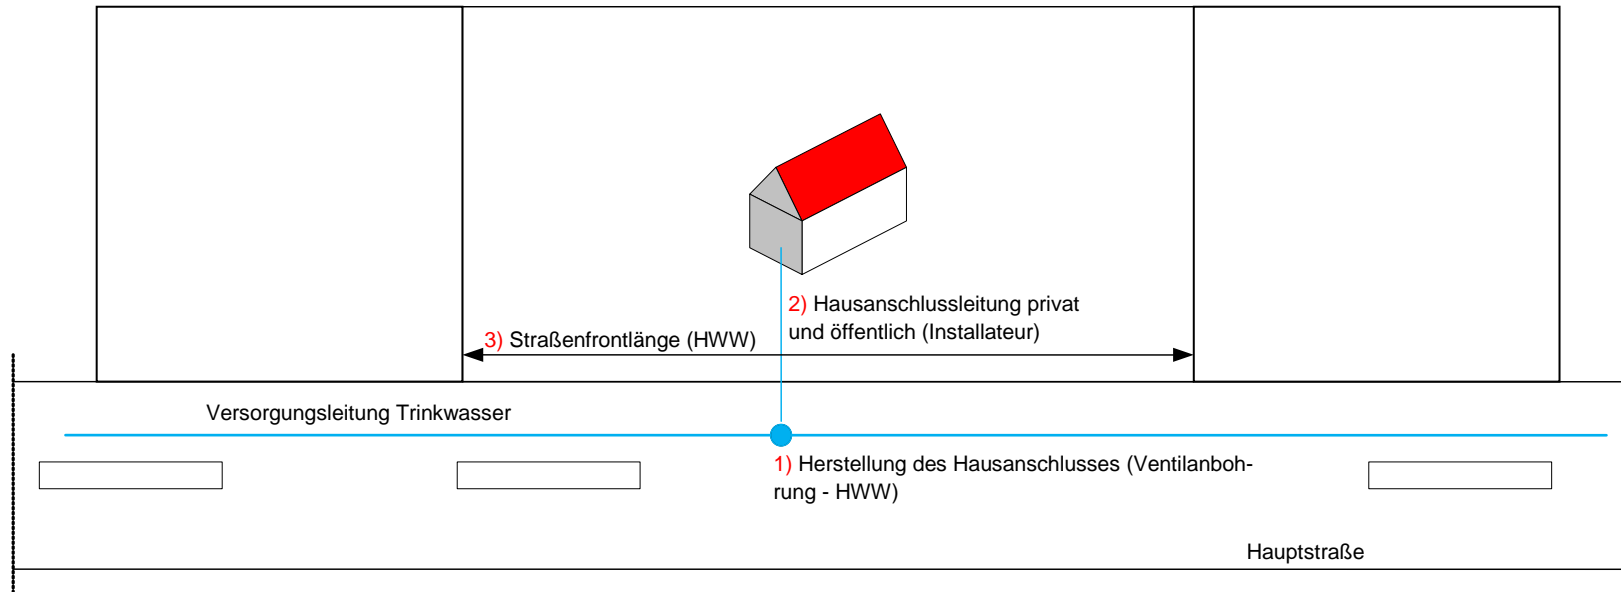 2) Hausanschlussleitung privat
und öffentlich (Installateur)
3) Straßenfrontlänge (HWW)
Versorgungsleitung Trinkwasser
1) Herstellung des Hausanschlusses (Ventilanboh-
rung - HWW)
Hauptstraße